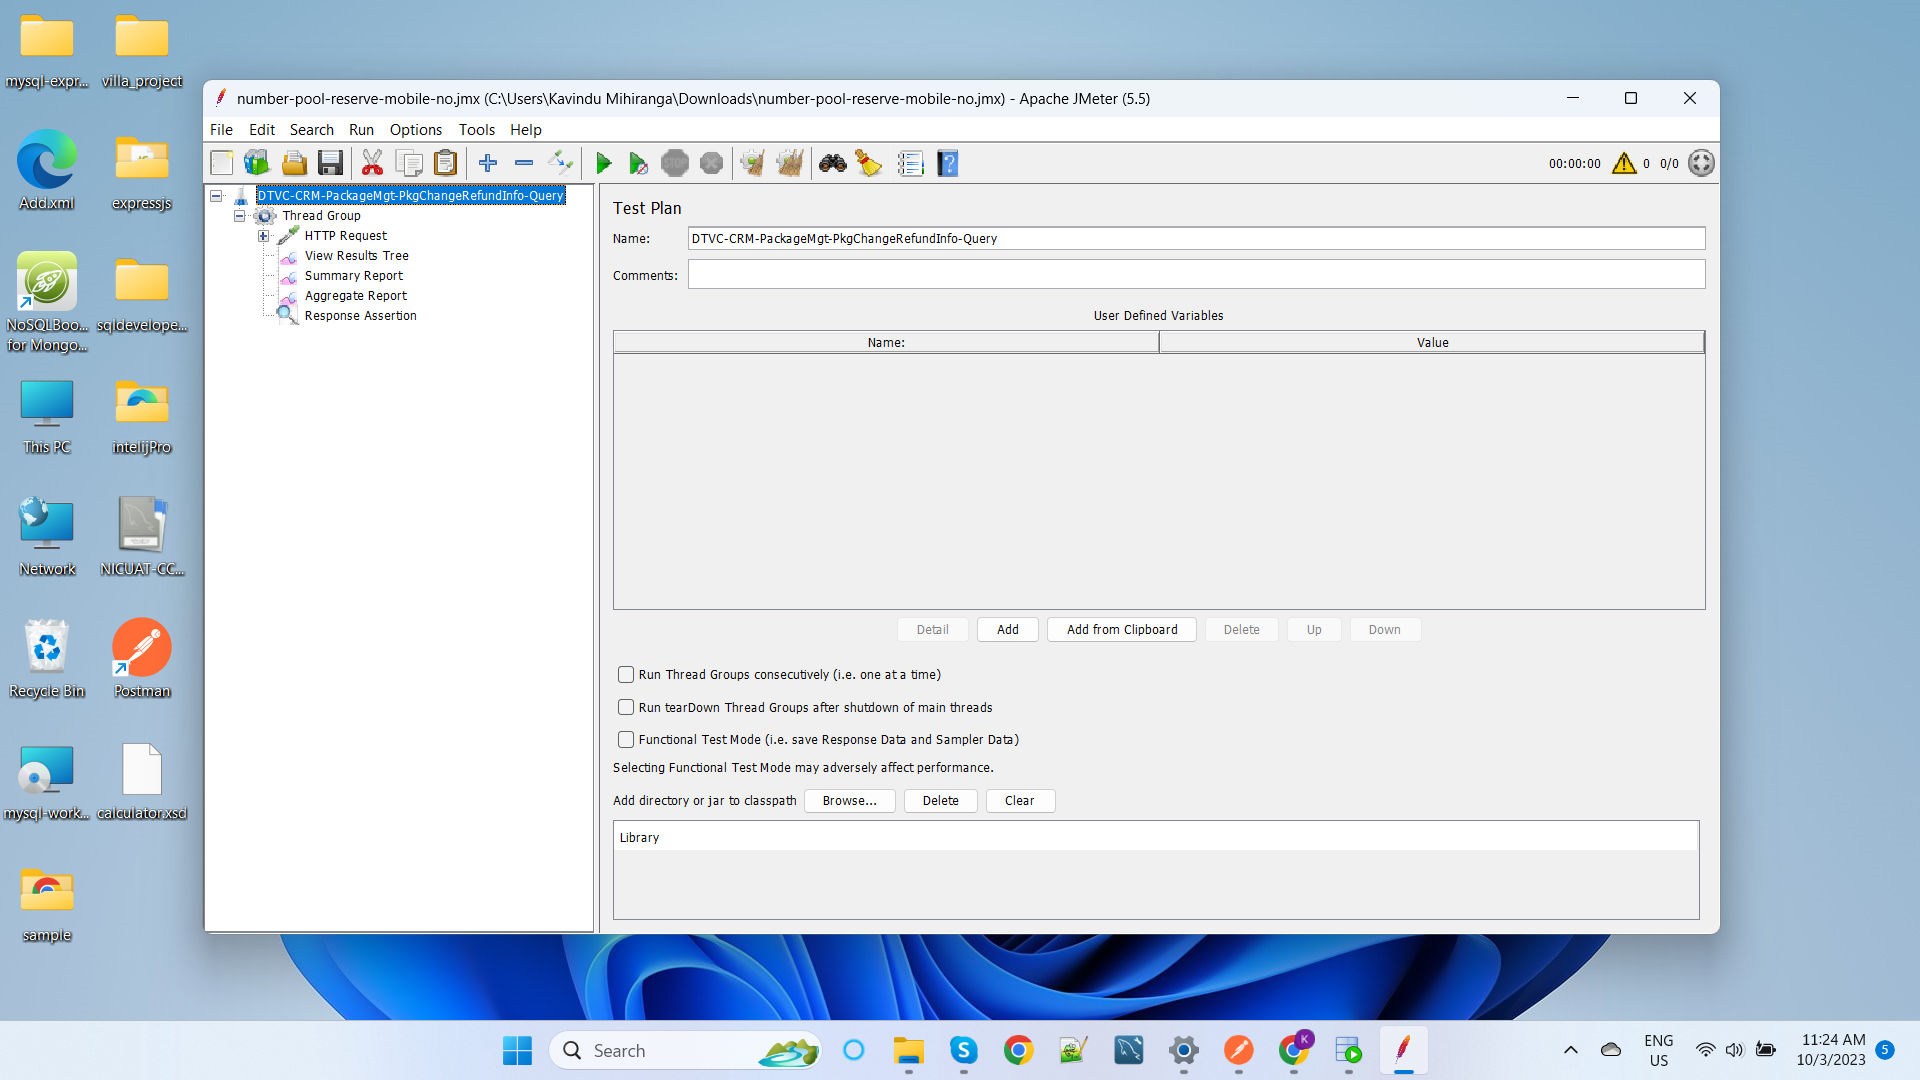 mysql-expr...
villa_project
Add.xml
expressjs
NoSQLBoo...
for Mongo...
sqldevelope...
This PC
intelijPro
Network
NICUAT-CC...
Recycle Bin
Postman
mysql-work...
calculator.xsd
sample
number-pool-reserve-mobile-no.jmx (C:\Users\Kavindu Mihiranga\Downloads\number-pool-reserve-mobile-no.jmx) - Apache JMeter (5.5)
File Edit Search Run Options Tools Help
STOP
00:00:00 0 0/0
DTVC-CRM-PackageMgt-PkgChangeRefundInfo-Query
Thread Group
HTTP Request
View Results Tree
Summary Report
Aggregate Report
Response Assertion
Test Plan
Name: DTVC-CRM-PackageMgt-PkgChangeRefundInfo-Query
Comments:
User Defined Variables
Name: Value
Detail Add Add from Clipboard Delete Up Down
Run Thread Groups consecutively (i.e. one at a time)
Run tearDown Thread Groups after shutdown of main threads
Functional Test Mode (i.e. save Response Data and Sampler Data)
Selecting Functional Test Mode may adversely affect performance.
Add directory or jar to classpath Browse... Delete Clear
Library
Search
K
ENG
US
11:24 AM
10/3/2023
5